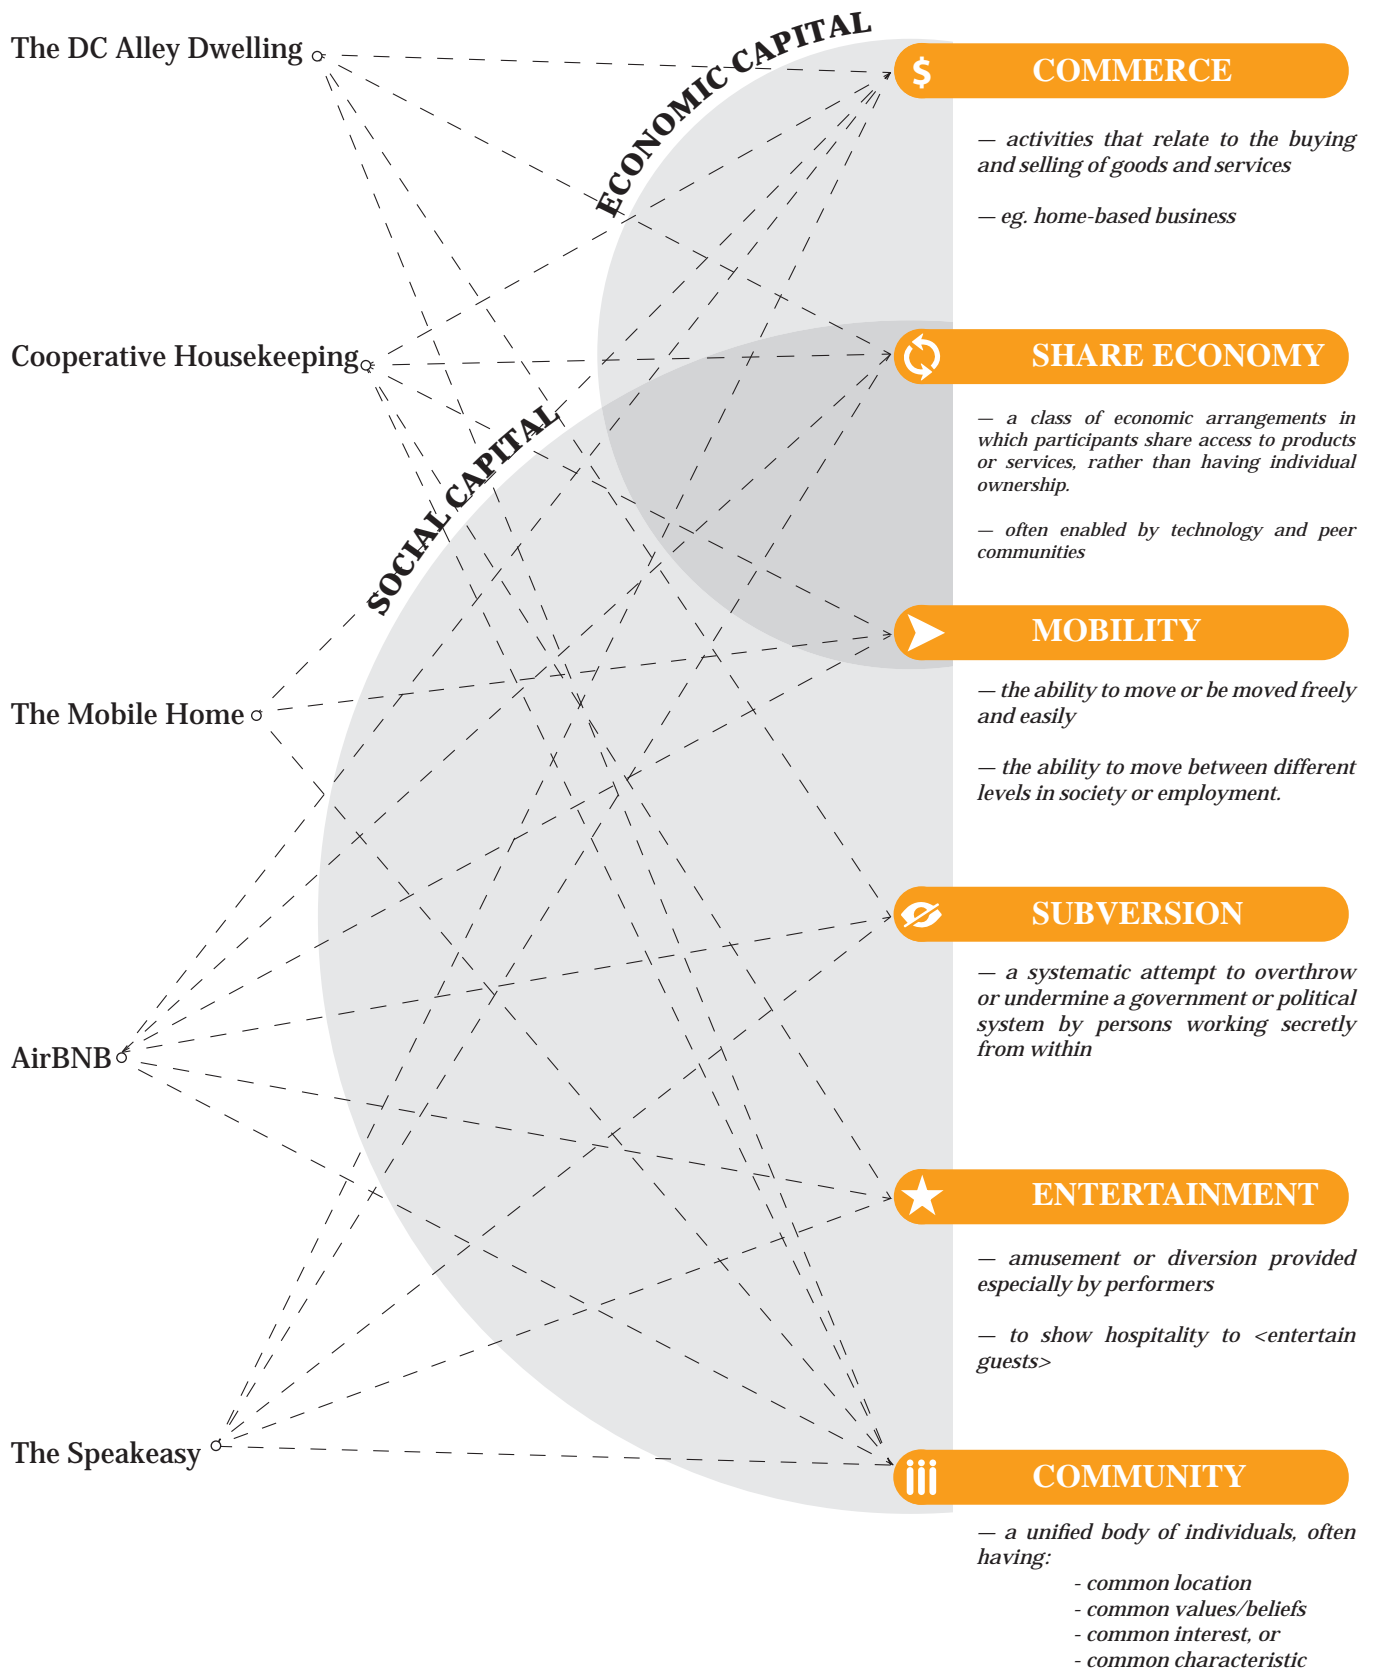 The DC Alley Dwelling
ECONOMIC CAPITAL
$ COMMERCE
— activities that relate to the buying
and selling of goods and services
— eg. home-based business
Cooperative Housekeeping
SHARE ECONOMY
— a class of economic arrangements in
which participants share access to products
or services, rather than having individual
ownership.
— often enabled by technology and peer
communities
SOCIAL CAPITAL
The Mobile Home
MOBILITY
— the ability to move or be moved freely
and easily
— the ability to move between different
levels in society or employment.
SUBVERSION
— a systematic attempt to overthrow
or undermine a government or political
system by persons working secretly
from within
AirBNB
ENTERTAINMENT
— amusement or diversion provided
especially by performers
— to show hospitality to <entertain
guests>
The Speakeasy
COMMUNITY
— a unified body of individuals, often
having:
- common location
- common values/beliefs
- common interest, or
- common characteristic